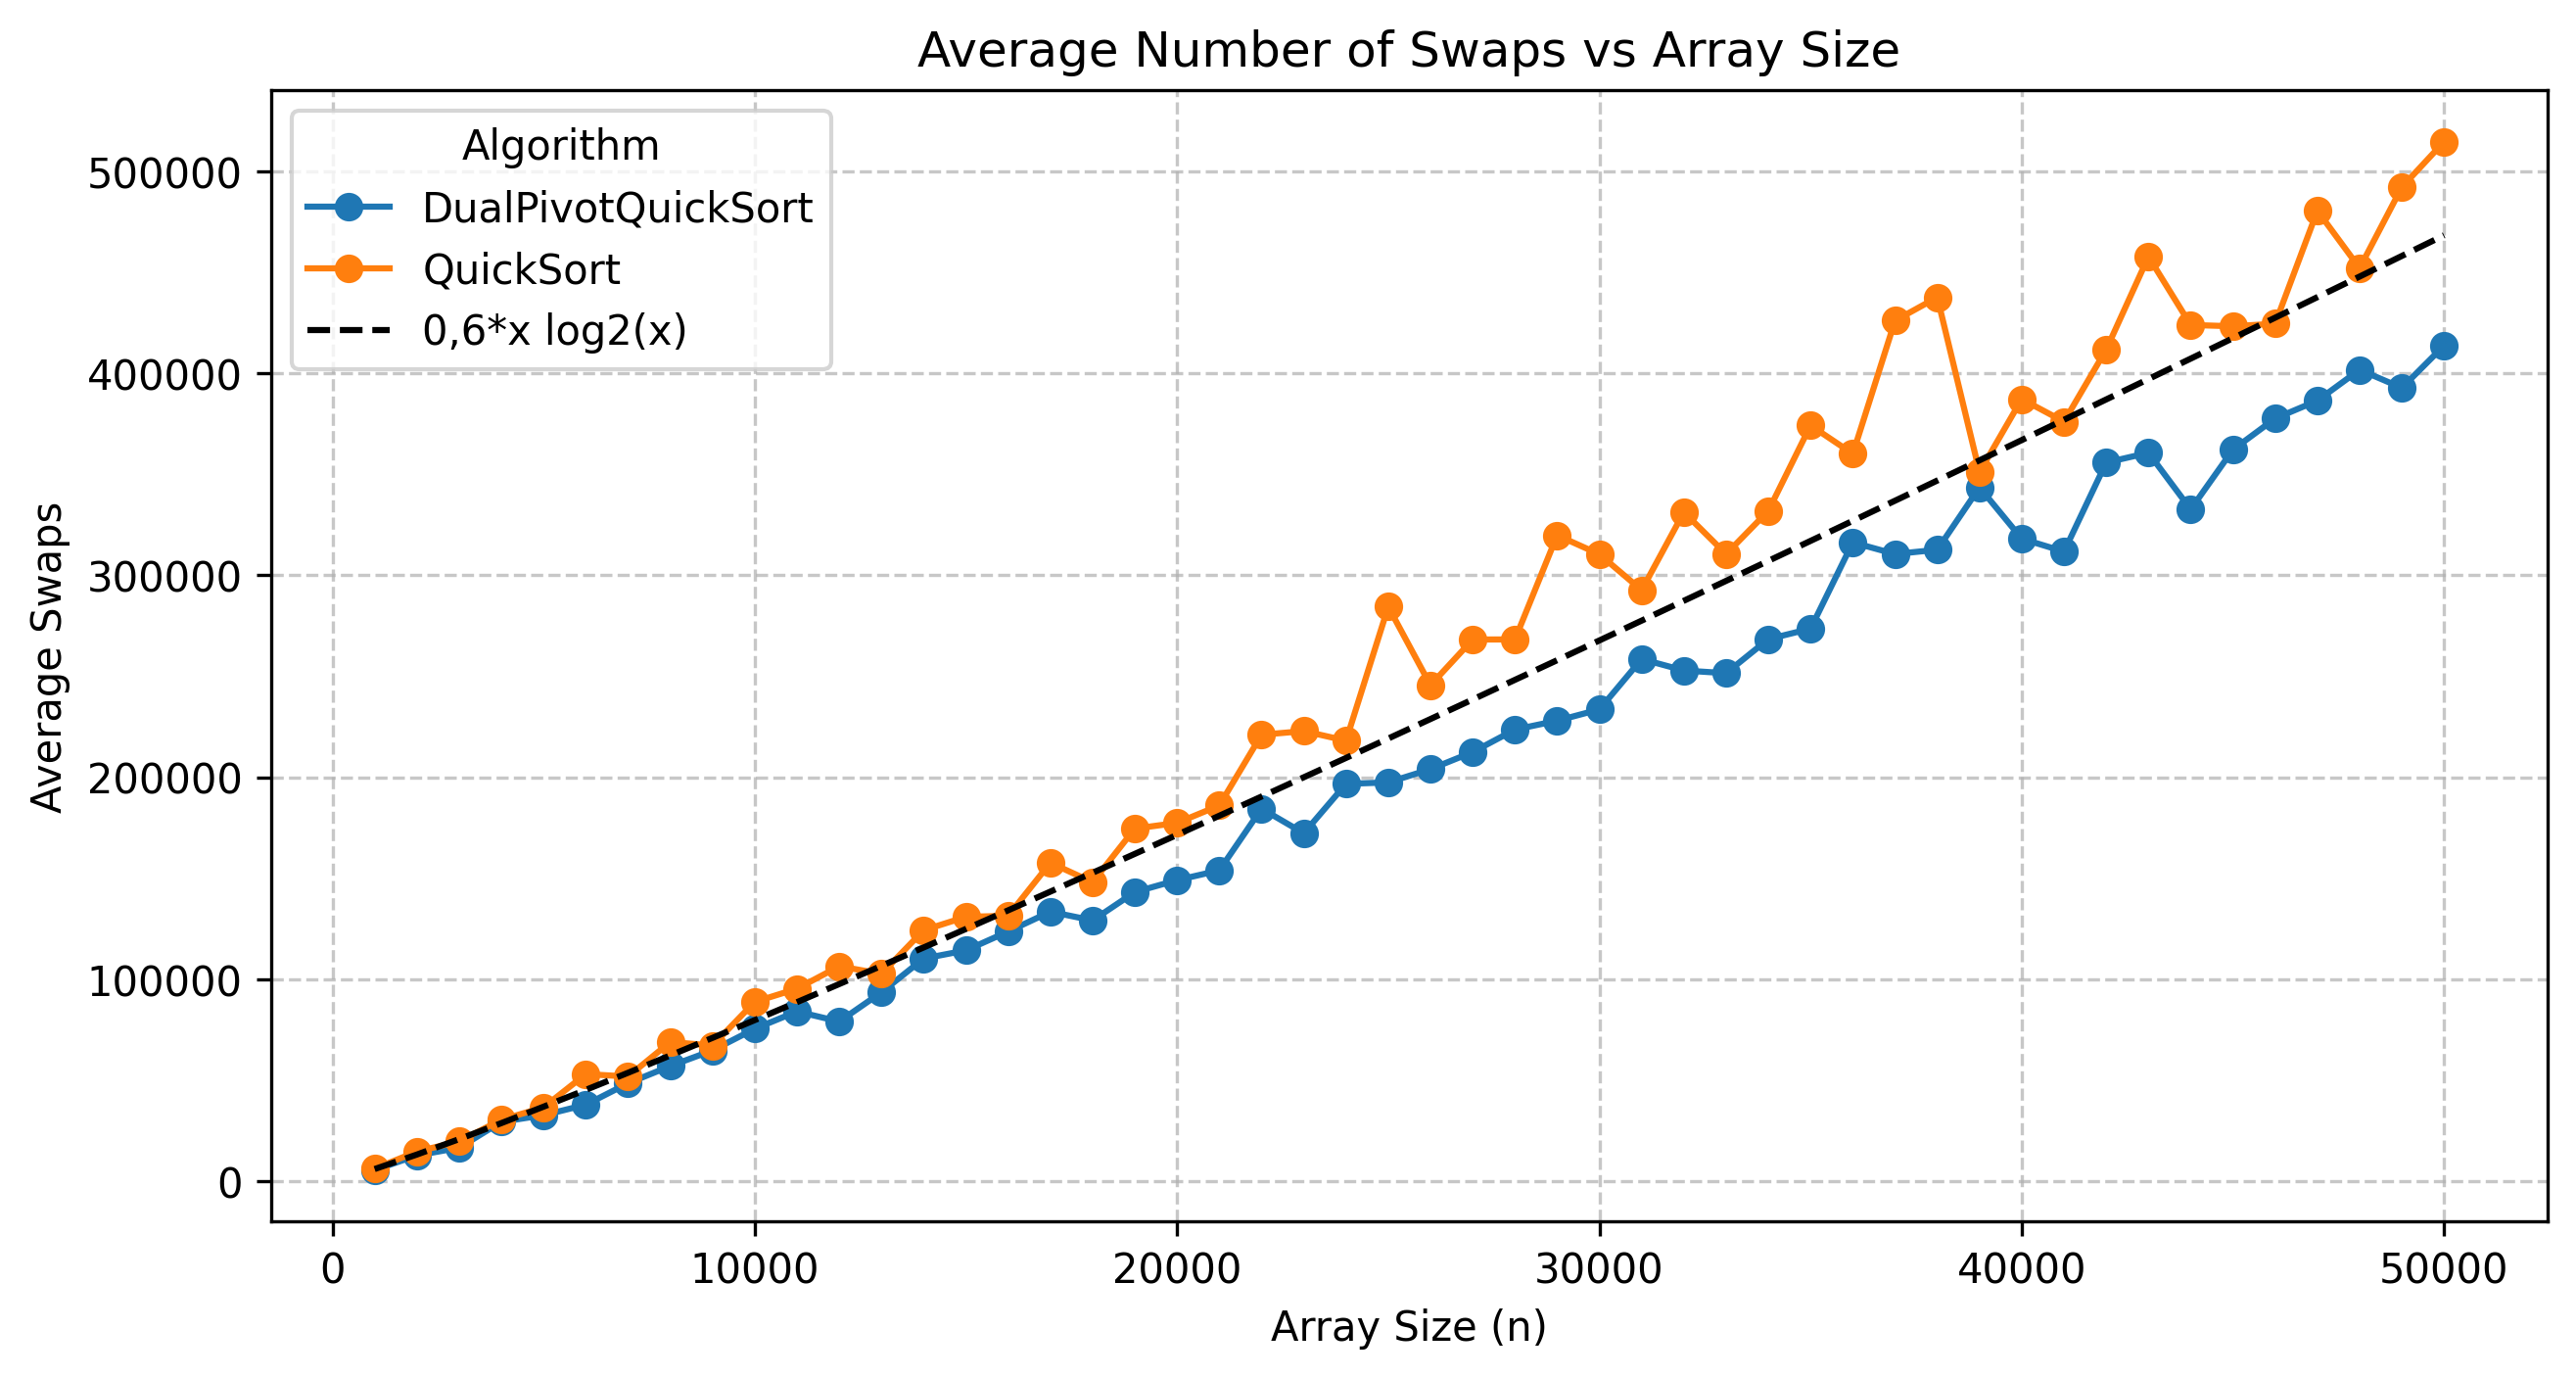 Average Number of Swaps vs Array Size
Algorithm
DualPivotQuickSort
QuickSort
0,6*x log2(x)
Average Swaps
500000
400000
300000
200000
100000
0
0 10000 20000 30000 40000 50000
Array Size (n)